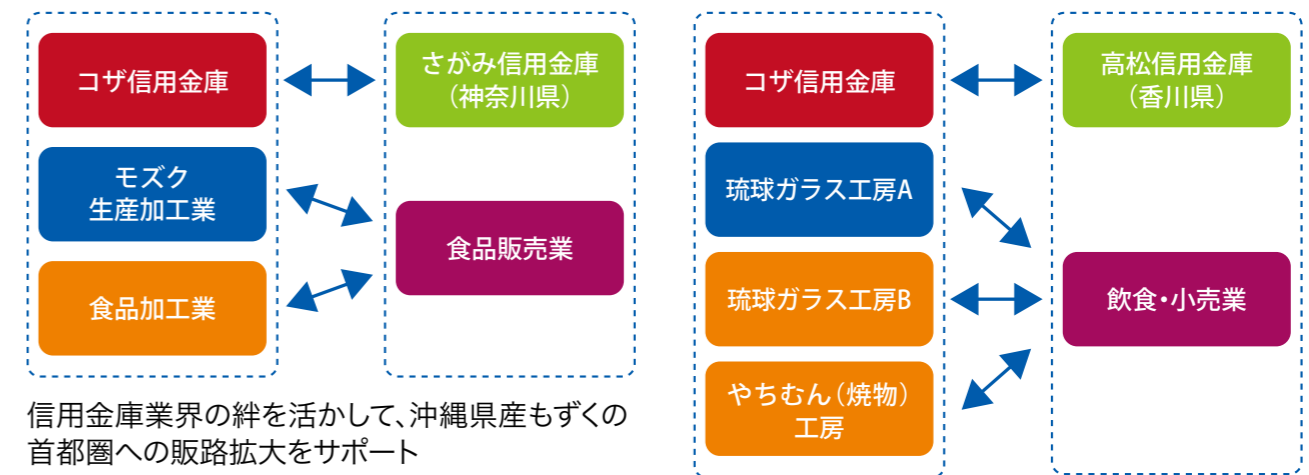 コザ信用金庫
さがみ信用金庫
（神奈川県）
モズク
生産加工業
食品販売業
食品加工業
信用金庫業界の絆を活かして、沖縄県産もずくの
首都圏への販路拡大をサポート
コザ信用金庫
高松信用金庫
（香川県）
琉球ガラス工房A
琉球ガラス工房B
飲食・小売業
やちむん（焼物）
工房